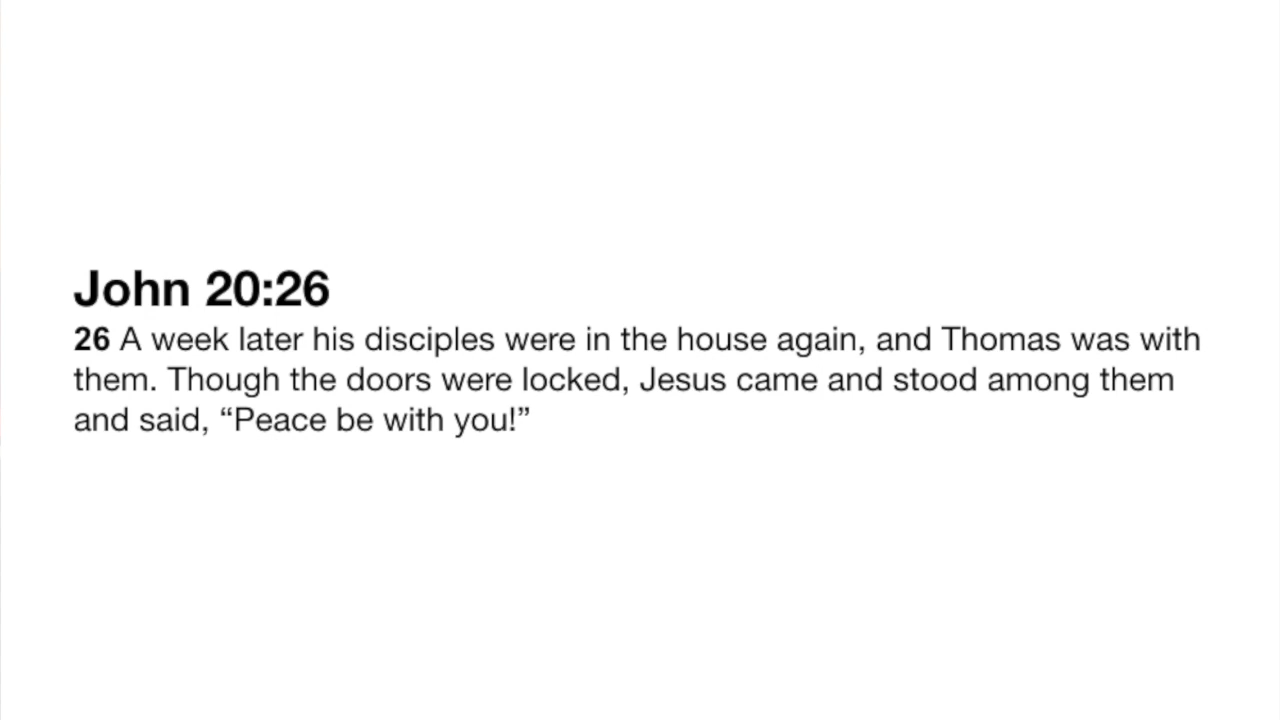 John 20:26
26 A week later his disciples were in the house again, and Thomas was with
them. Though the doors were locked, Jesus came and stood among them
and said, “Peace be with you!”